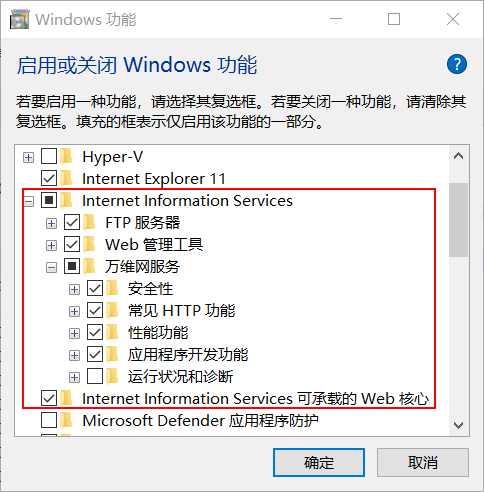 Windows 功能
启用或关闭 Windows 功能
?
若要启用一种功能，请选择其复选框。若要关闭一种功能，请清除其
复选框。填充的框表示仅启用该功能的一部分。
Hyper-V
Internet Explorer 11
Internet Information Services
FTP 服务器
Web 管理工具
万维网服务
安全性
常见 HTTP 功能
性能功能
应用程序开发功能
运行状况和诊断
Internet Information Services 可承载的 Web 核心
Microsoft Defender 应用程序防护
确定
取消